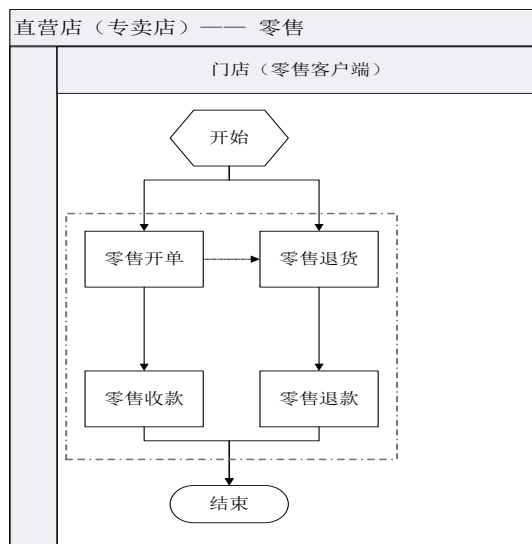 直营店（专卖店）—— 零售
门店（零售客户端）
开始
零售开单
零售退货
零售收款
零售退款
结束